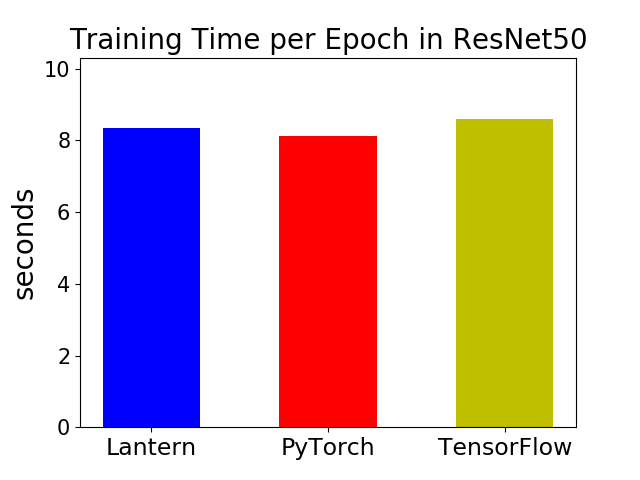 Training Time per Epoch in ResNet50
10
8
6
4
2
0
seconds
Lantern PyTorch TensorFlow